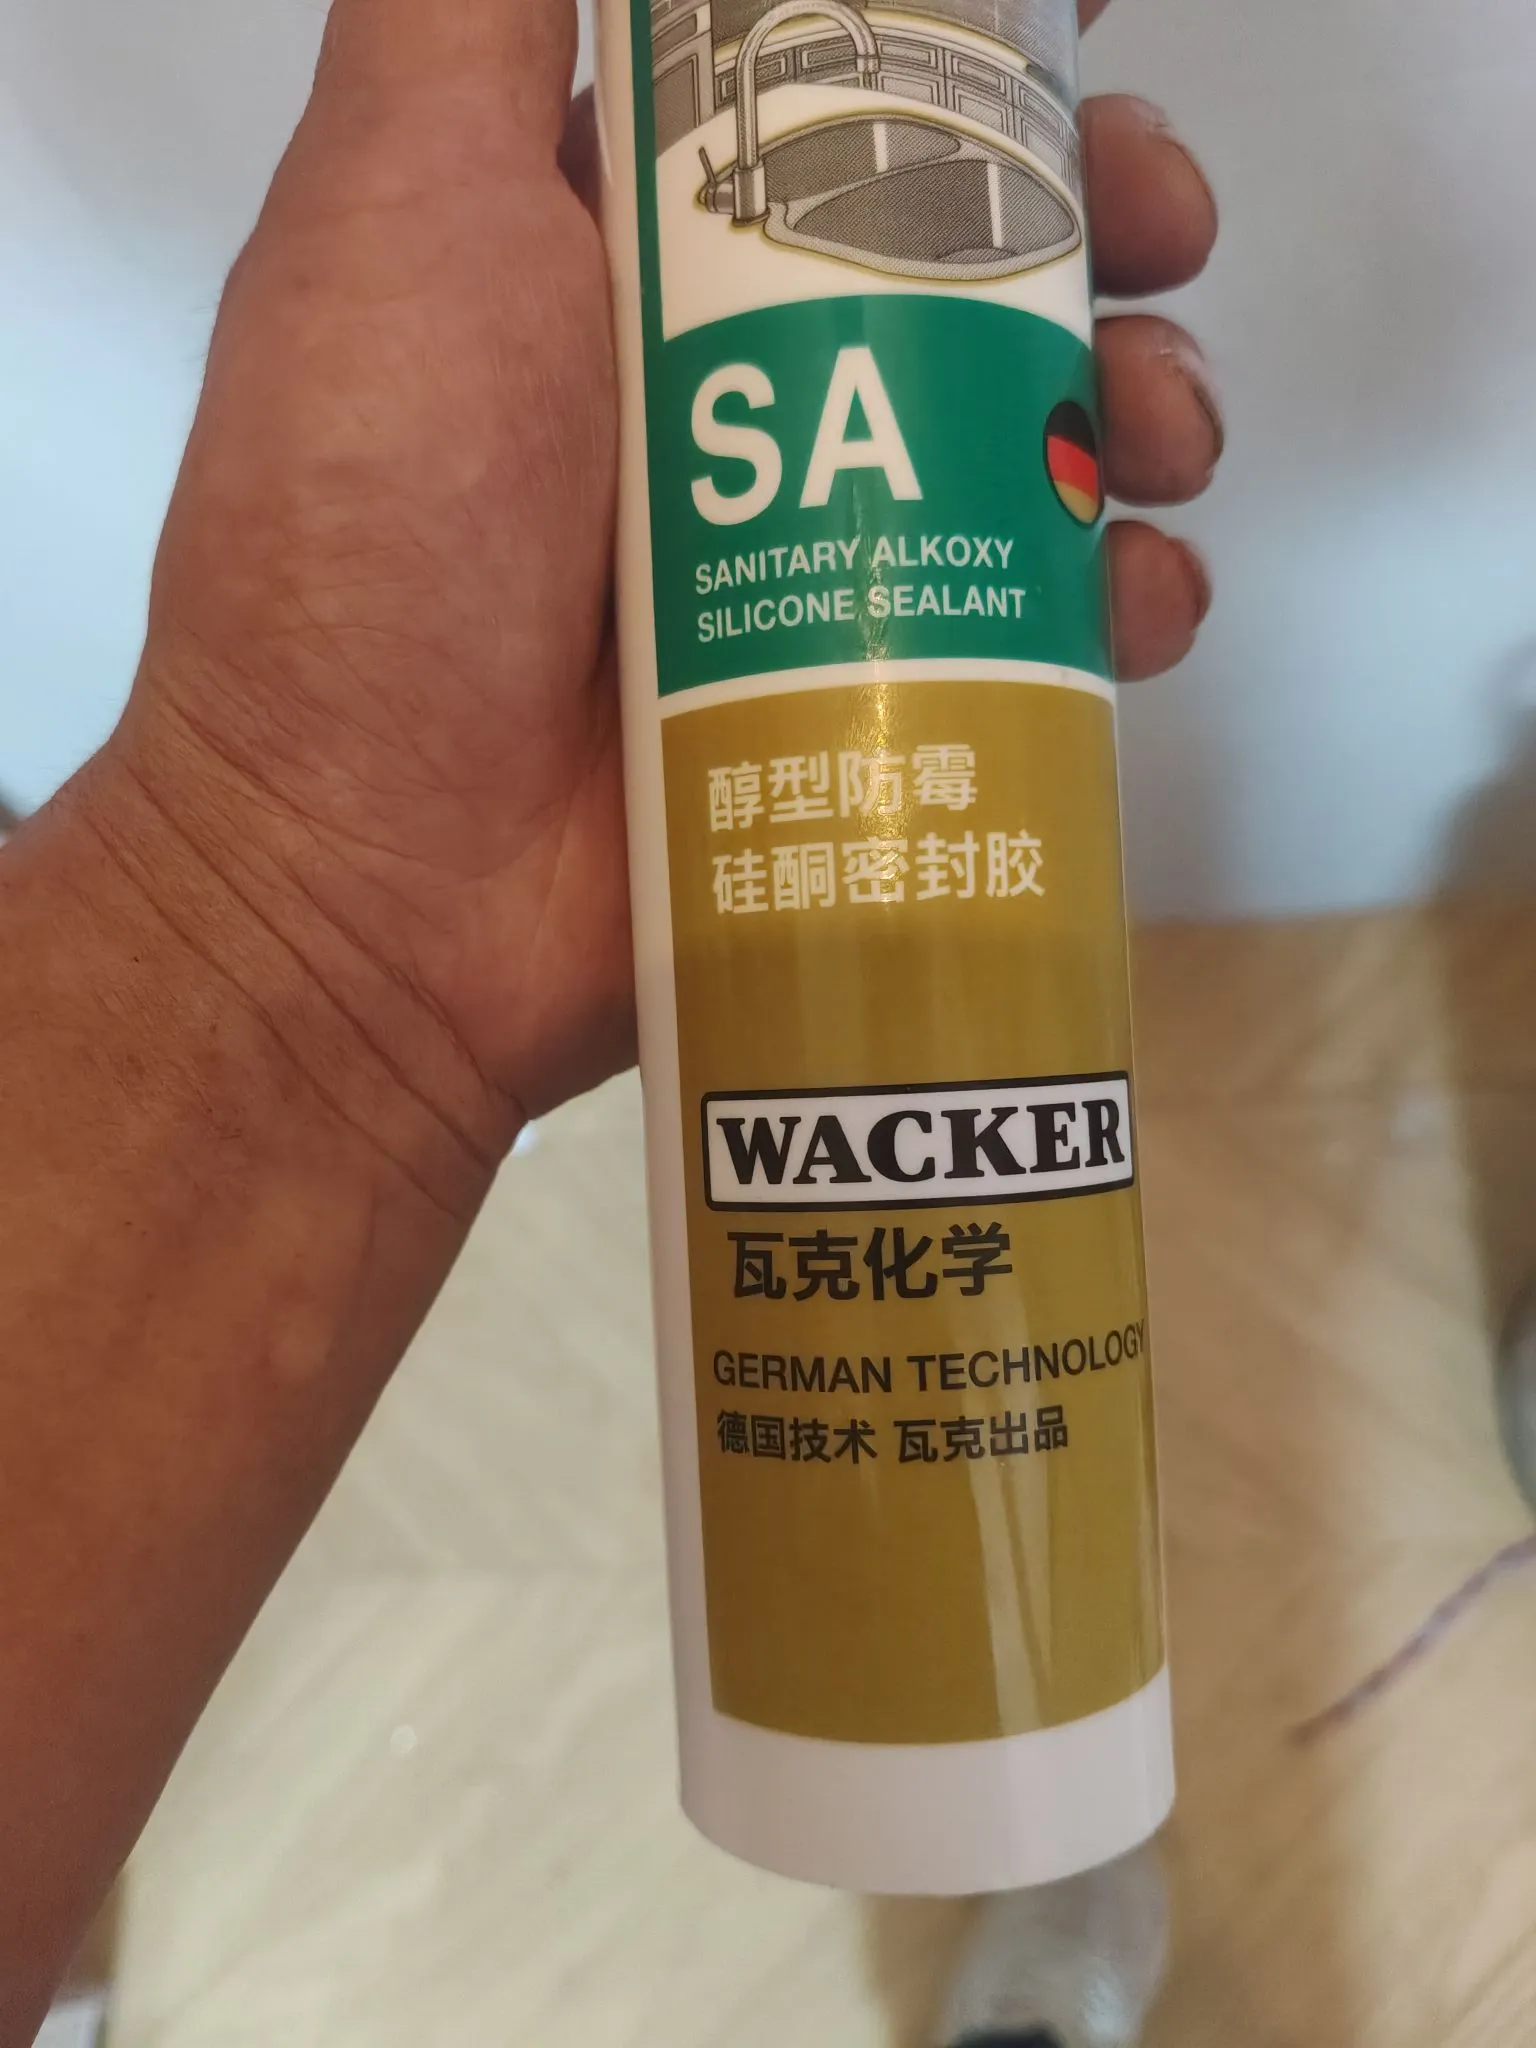 SA
SANITARY ALKOXY
SILICONE SEALANT
醇型防霉
硅酮密封胶
WACKER
瓦克化学
GERMAN TECHNOLOGY
德国技术 瓦克出品